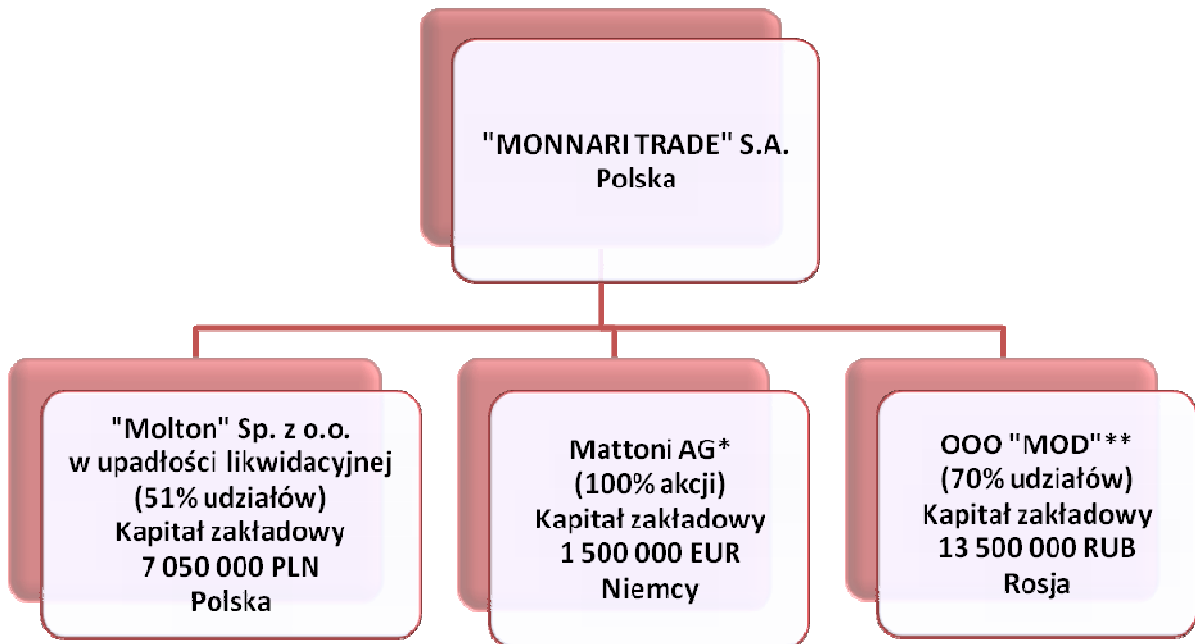 "MONNARI TRADE" S.A.
Polska
"Molton" Sp. z o.o.
w upadłości likwidacyjnej
(51% udziałów)
Kapitał zakładowy
7 050 000 PLN
Polska
Mattoni AG*
(100% akcji)
Kapitał zakładowy
1 500 000 EUR
Niemcy
OOO "MOD"**
(70% udziałów)
Kapitał zakładowy
13 500 000 RUB
Rosja